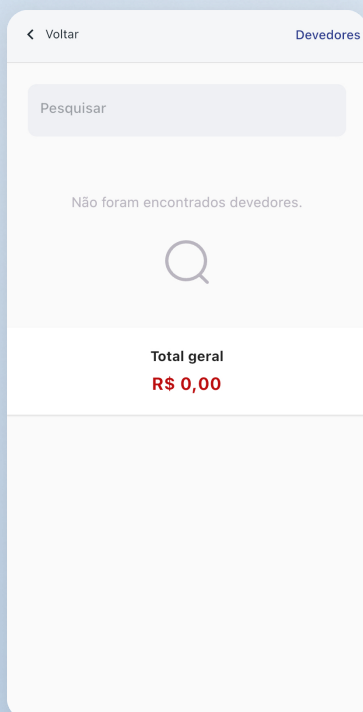 Voltar
Devedores
Pesquisar
Não foram encontrados devedores.
Total geral
R$ 0,00